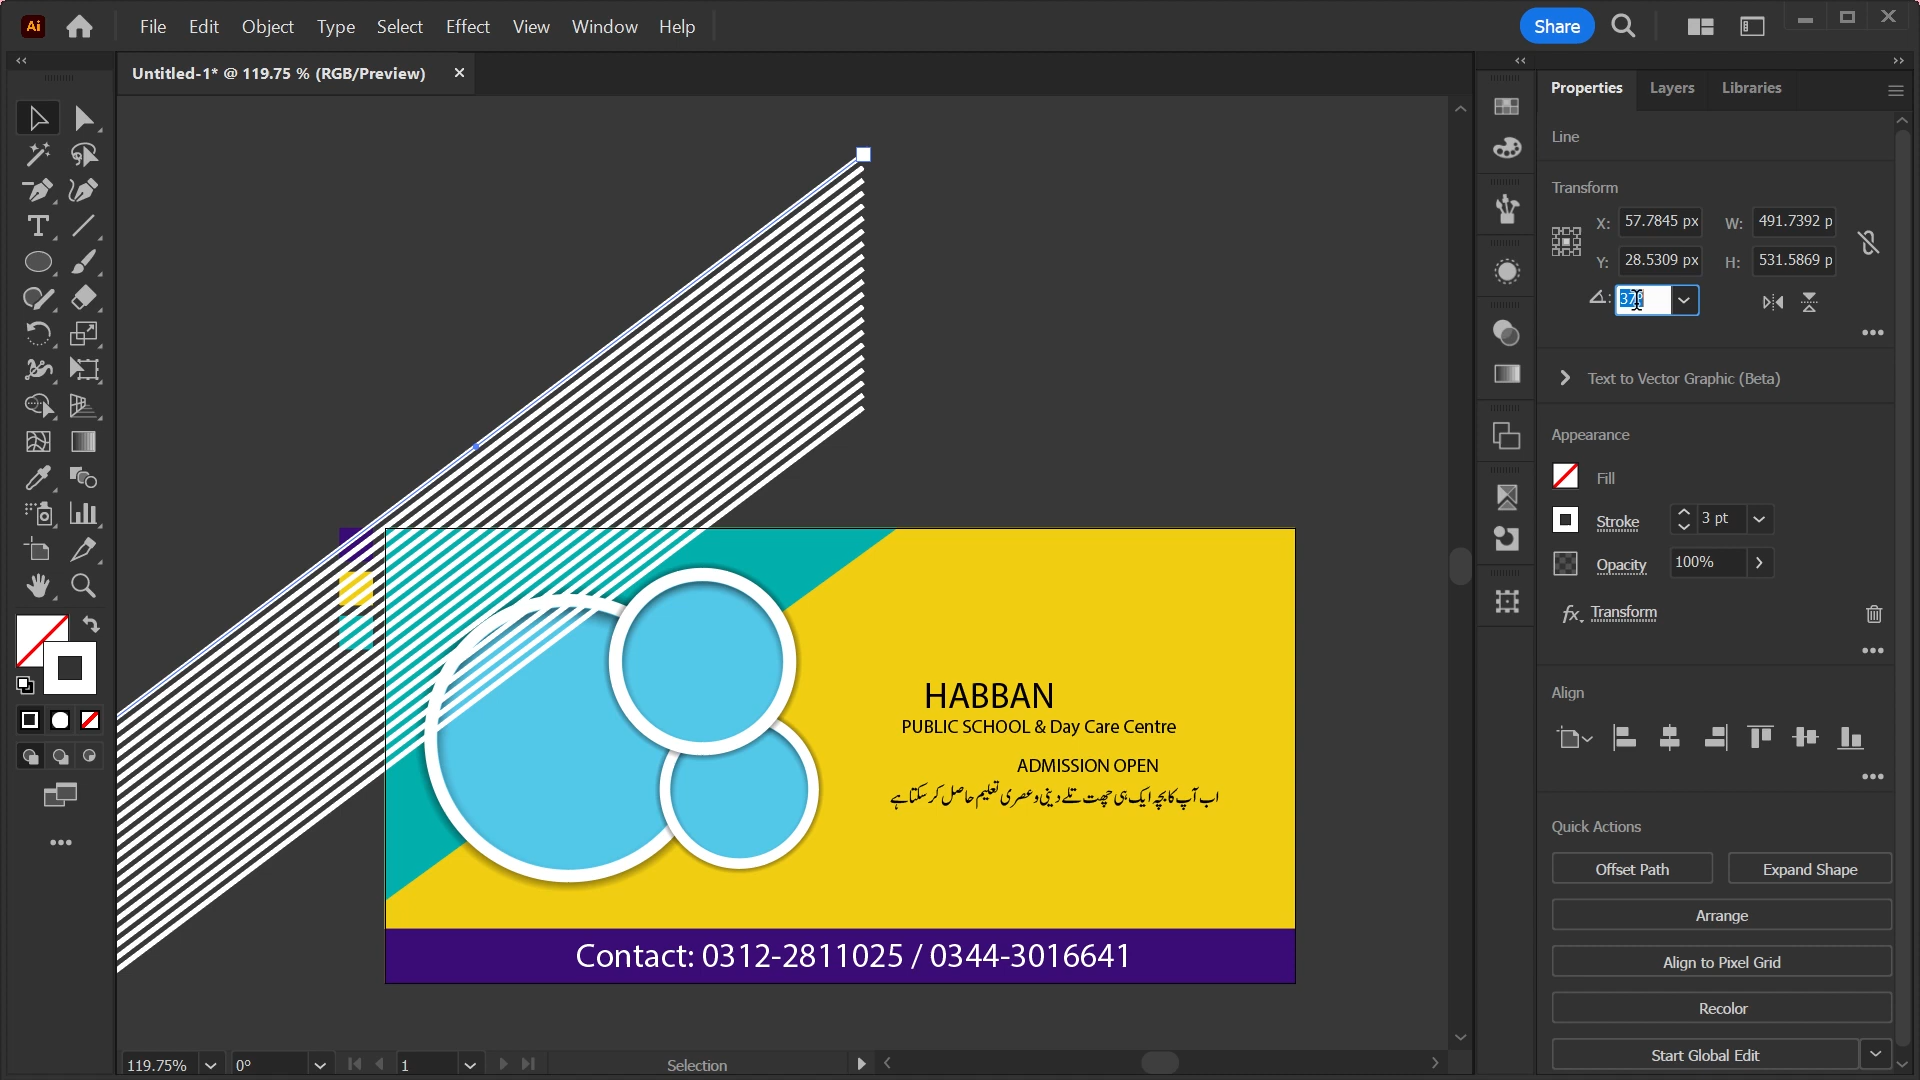 Ai
File Edit Object Type Select Effect View Window Help
Share
Untitled-1* @ 119.75 % (RGB/Preview)
Properties Layers Libraries
Line
Transform
X: 57.7845 px W: 491.7392 p
Y: 28.5309 px H: 531.5869 p
Text to Vector Graphic (Beta)
Appearance
Fill
Stroke 3 pt
Opacity 100%
fx Transform
Align
Quick Actions
Offset Path Expand Shape
Arrange
Align to Pixel Grid
Recolor
Start Global Edit
HABBAN
PUBLIC SCHOOL & Day Care Centre
ADMISSION OPEN
اب آپ کا بچہ ایک ہی چھت تلے دینی و عصری تعلیم حاصل کر سکتا ہے
Contact: 0312-2811025 / 0344-3016641
119.75% 0° 1 Selection